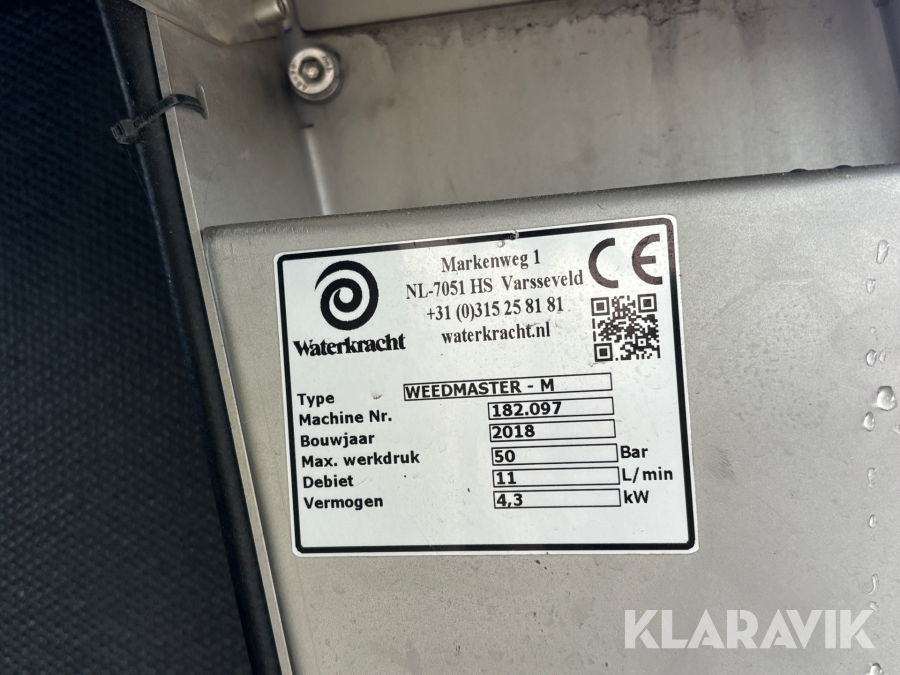 Waterkracht
Markenweg 1
NL-7051 HS Varsseveld
+31 (0)315 25 81 81
waterkracht.nl
CE
Type WEEDMASTER - M
Machine Nr. 182.097
Bouwjaar 2018
Max. werkdruk 50 Bar
Debiet 11 L/min
Vermogen 4,3 kW
KLARAVIK